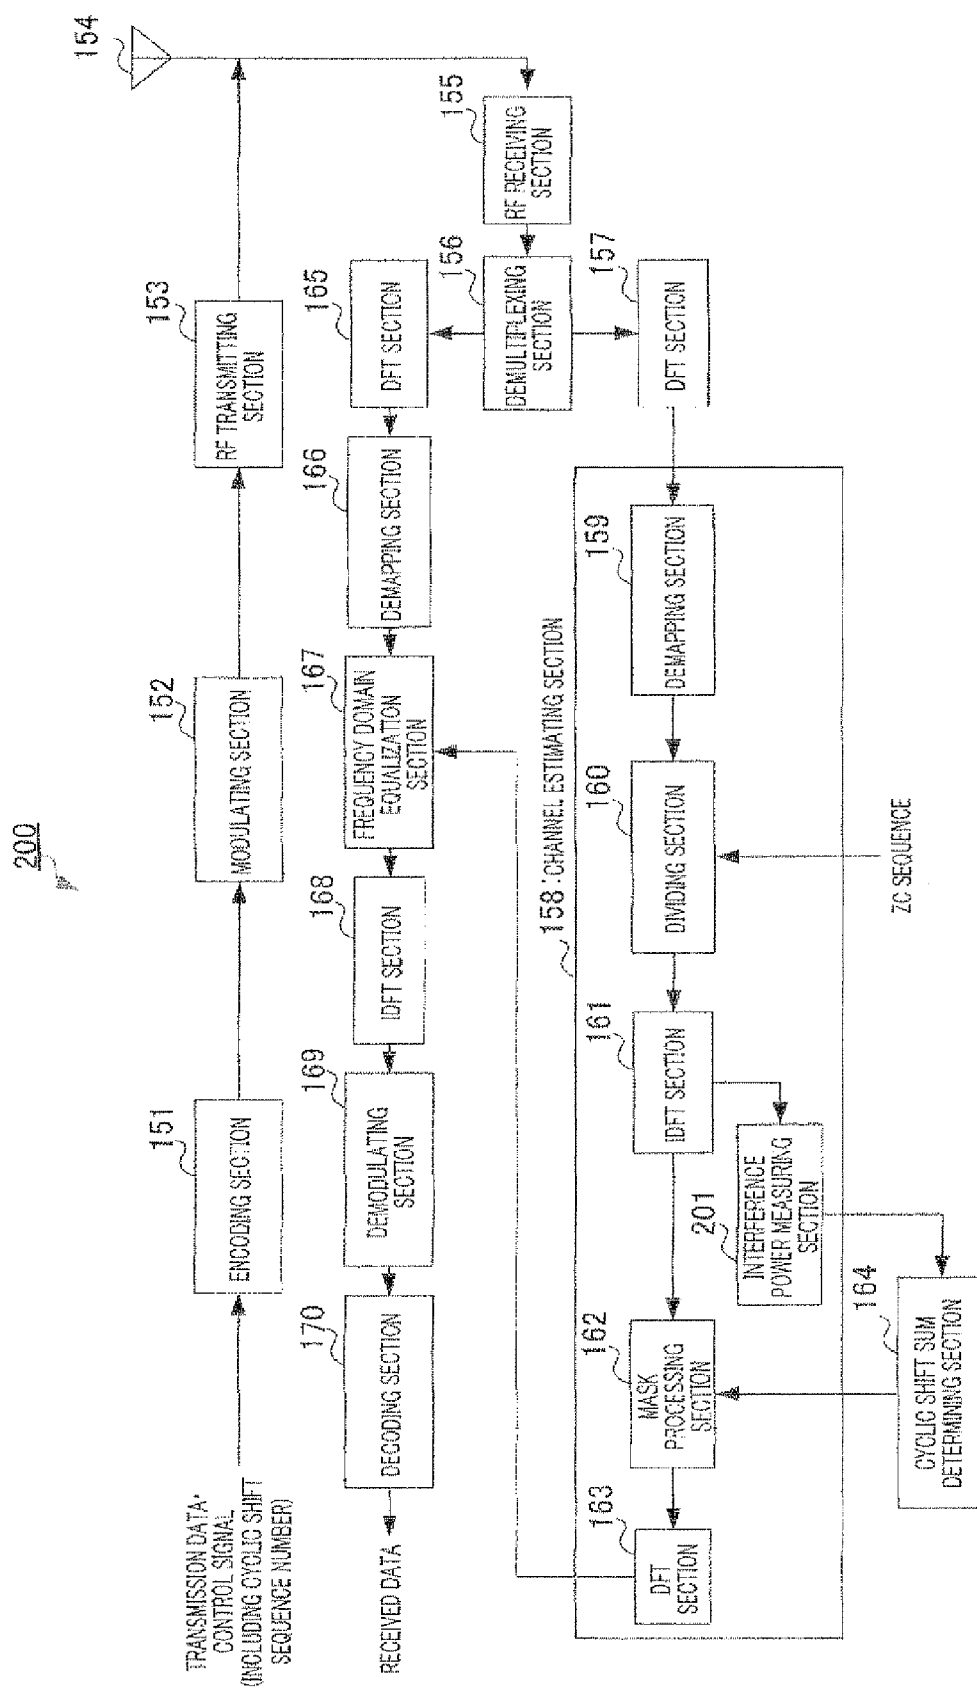 200
TRANSMISSION DATA・
CONTROL SIGNAL
(INCLUDING CYCLIC SHIFT
SEQUENCE NUMBER)
151
ENCODING SECTION
152
MODULATING SECTION
153
RF TRANSMITTING
SECTION
154
155
RF RECEIVING
SECTION
156
DEMULTIPLEXING
SECTION
165
DFT SECTION
166
DEMAPPING SECTION
167
FREQUENCY DOMAIN
EQUALIZATION
SECTION
168
IDFT SECTION
169
DEMODULATING
SECTION
170
DECODING SECTION
RECEIVED DATA
157
DFT SECTION
158 :CHANNEL ESTIMATING SECTION
159
DEMAPPING SECTION
160
DIVIDING SECTION
ZC SEQUENCE
161
IDFT SECTION
201
INTERFERENCE
POWER MEASURING
SECTION
162
MASK
PROCESSING
SECTION
163
DFT
SECTION
164
CYCLIC SHIFT SUM
DETERMINING SECTION